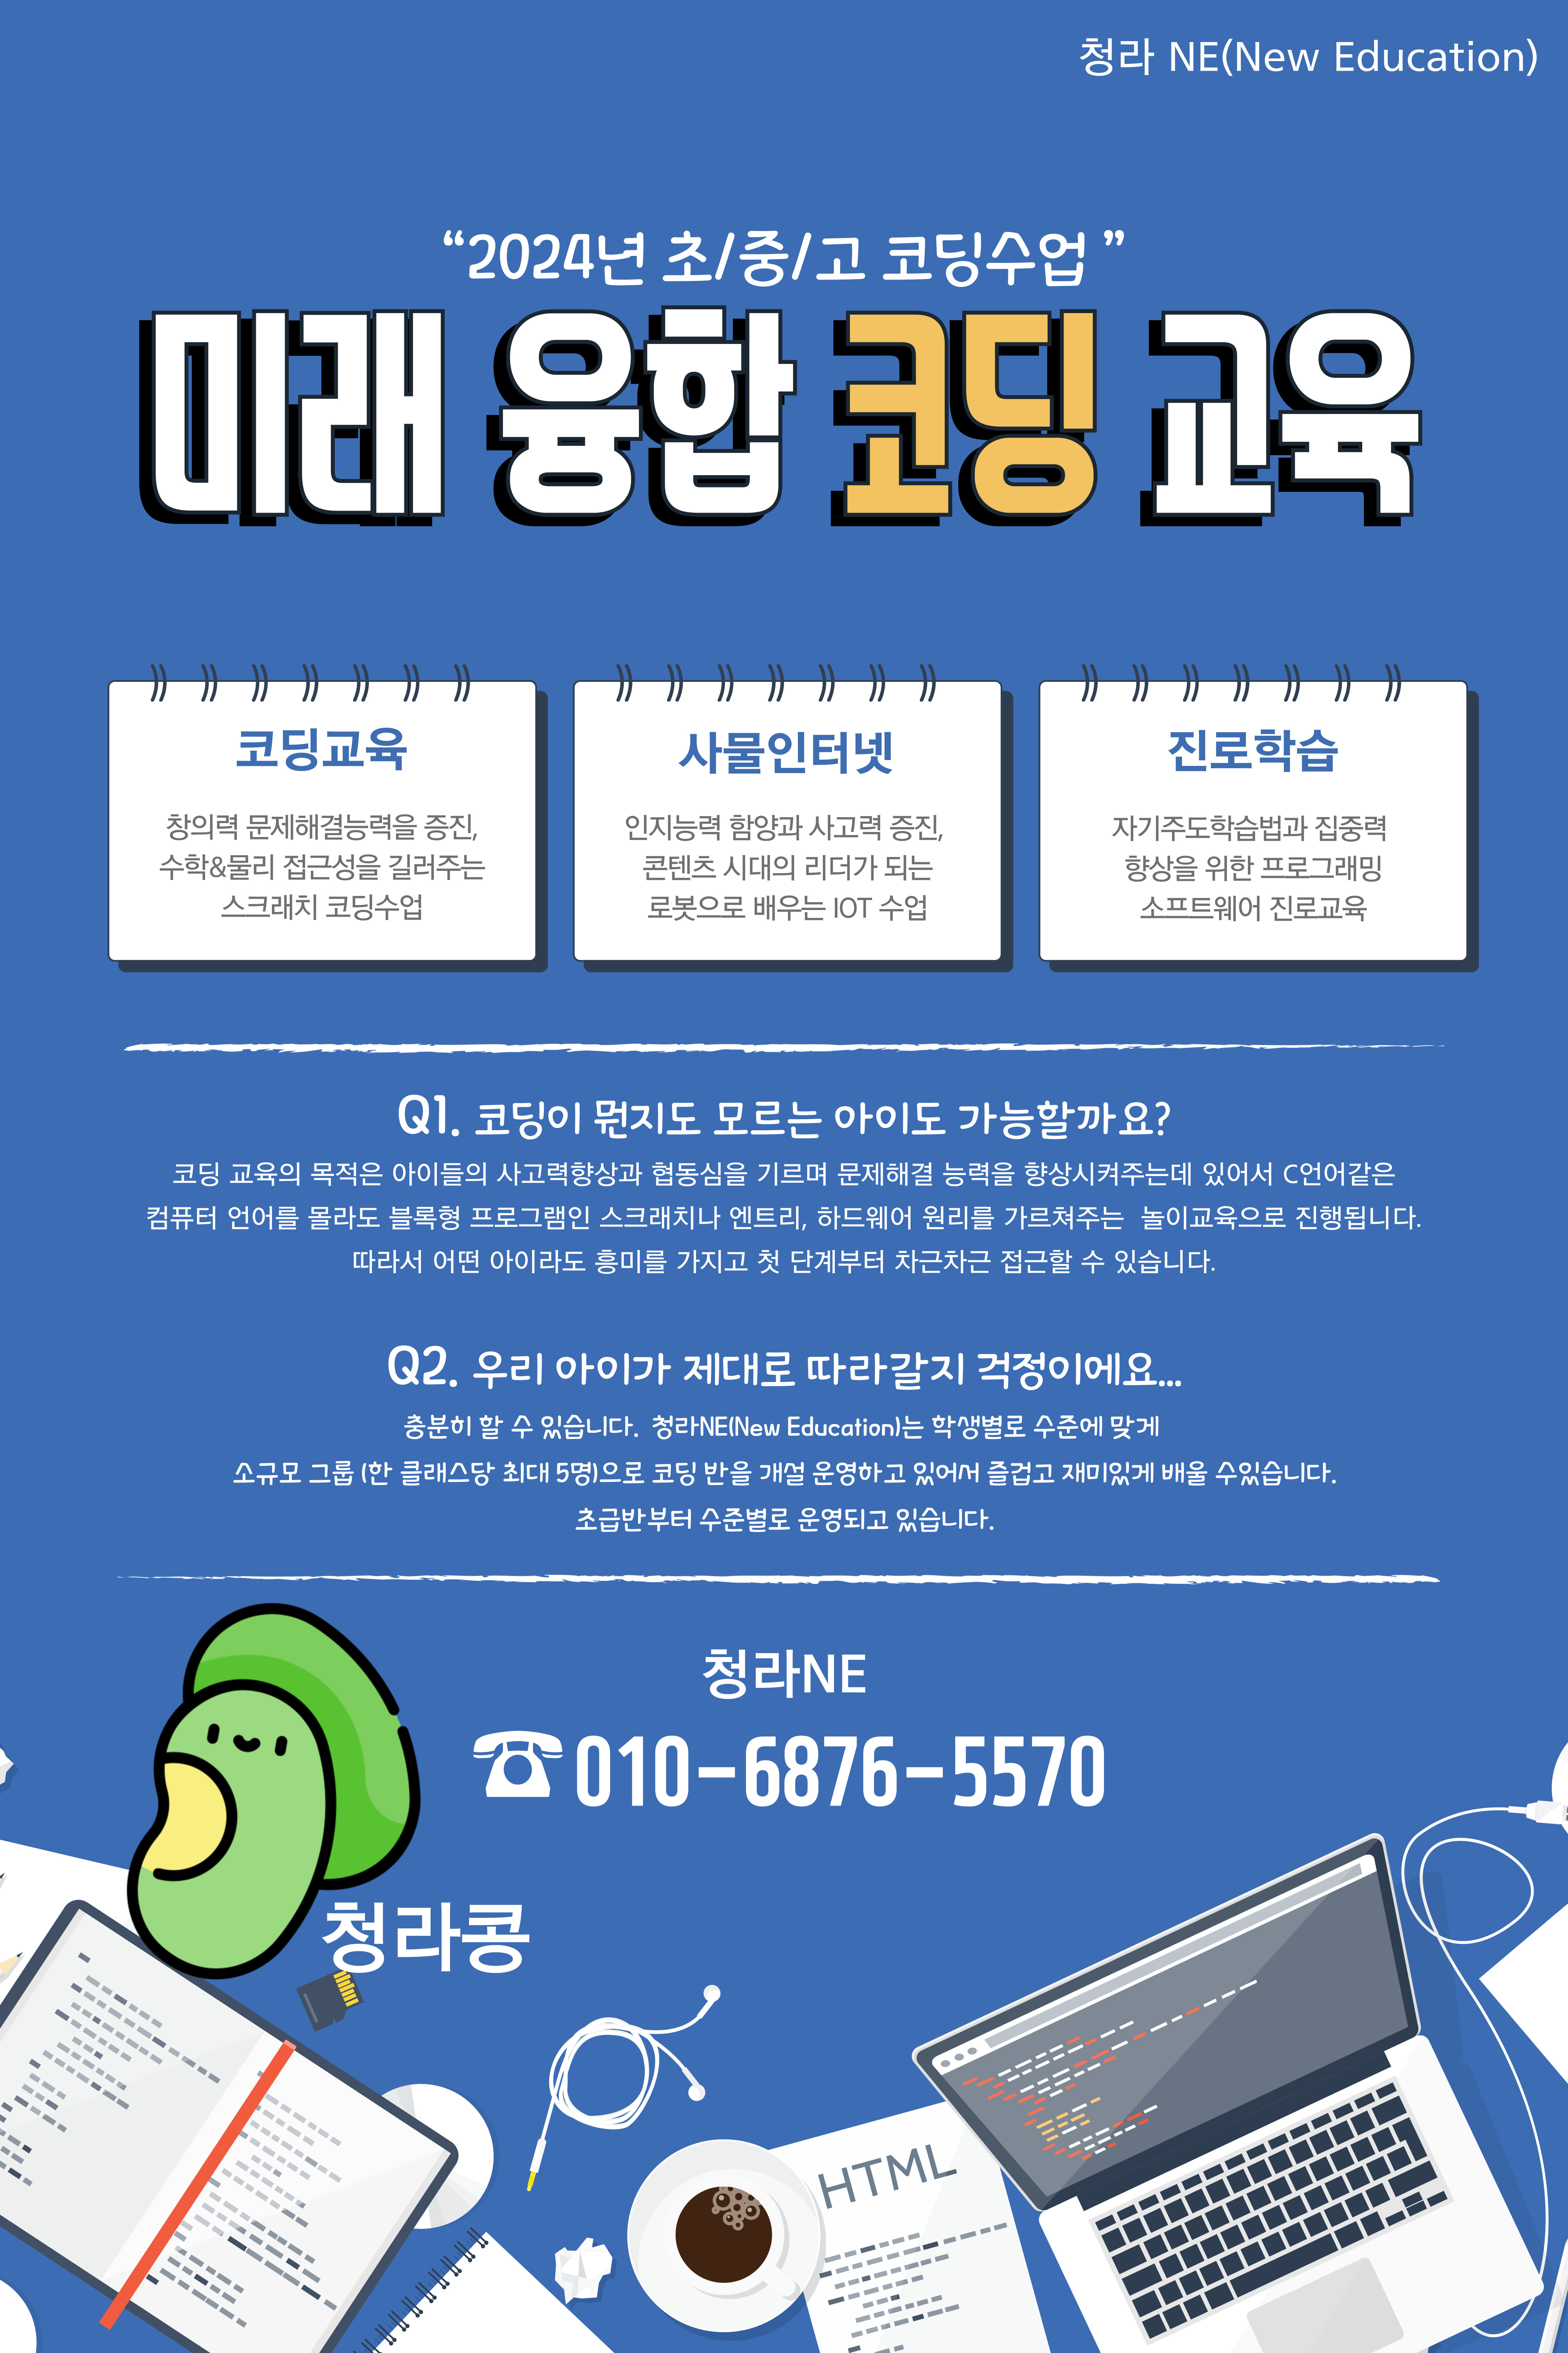 청라 NE(New Education)
“2024년 초/중/고 코딩수업 ”
미래 융합 코딩 교육
코딩교육
창의력 문제해결능력을 증진,
수학&물리 접근성을 길러주는
스크래치 코딩수업
사물인터넷
인지능력 함양과 사고력 증진,
콘텐츠 시대의 리더가 되는
로봇으로 배우는 IOT 수업
진로학습
자기주도학습법과 집중력
향상을 위한 프로그래밍
소프트웨어 진로교육
Q1. 코딩이 뭔지도 모르는 아이도 가능할까요?
코딩 교육의 목적은 아이들의 사고력향상과 협동심을 기르며 문제해결 능력을 향상시켜주는데 있어서 C언어같은
컴퓨터 언어를 몰라도 블록형 프로그램인 스크래치나 엔트리, 하드웨어 원리를 가르쳐주는  놀이교육으로 진행됩니다.
따라서 어떤 아이라도 흥미를 가지고 첫 단계부터 차근차근 접근할 수 있습니다.
Q2. 우리 아이가 제대로 따라갈지 걱정이에요...
충분히 할 수 있습니다.  청라NE(New Education)는 학생별로 수준에 맞게
소규모 그룹 (한 클래스당 최대 5명)으로 코딩 반을 개설 운영하고 있어서 즐겁고 재미있게 배울 수있습니다.
초급반부터 수준별로 운영되고 있습니다.
청라NE
☎010-6876-5570
청라콩
HTML